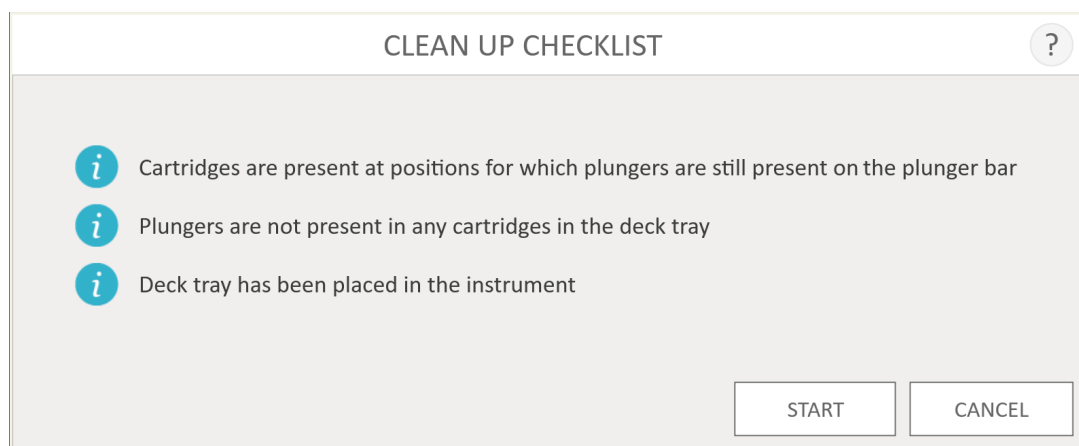 CLEAN UP CHECKLIST
?
i Cartridges are present at positions for which plungers are still present on the plunger bar
i Plungers are not present in any cartridges in the deck tray
i Deck tray has been placed in the instrument
START CANCEL